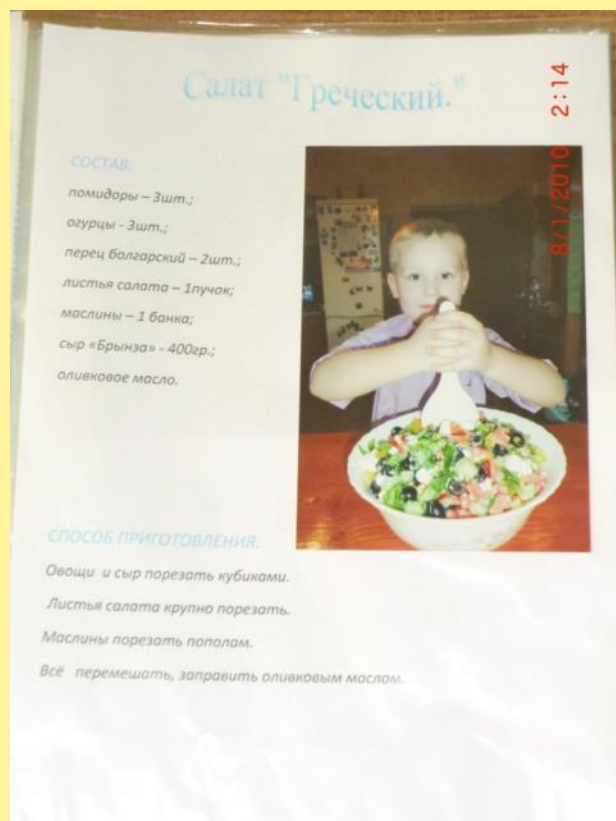 Салат "Греческий."
СОСТАВ:
помидоры – 3шт.;
огурцы - 3шт.;
перец болгарский – 2шт.;
листья салата – 1пучок;
маслины – 1 банка;
сыр «Брынза» - 400гр.;
оливковое масло.
8/1/2010 2:14
СПОСОБ ПРИГОТОВЛЕНИЯ.
Овощи и сыр порезать кубиками.
Листья салата крупно порезать.
Маслины порезать пополам.
Всё перемешать, заправить оливковым маслом.